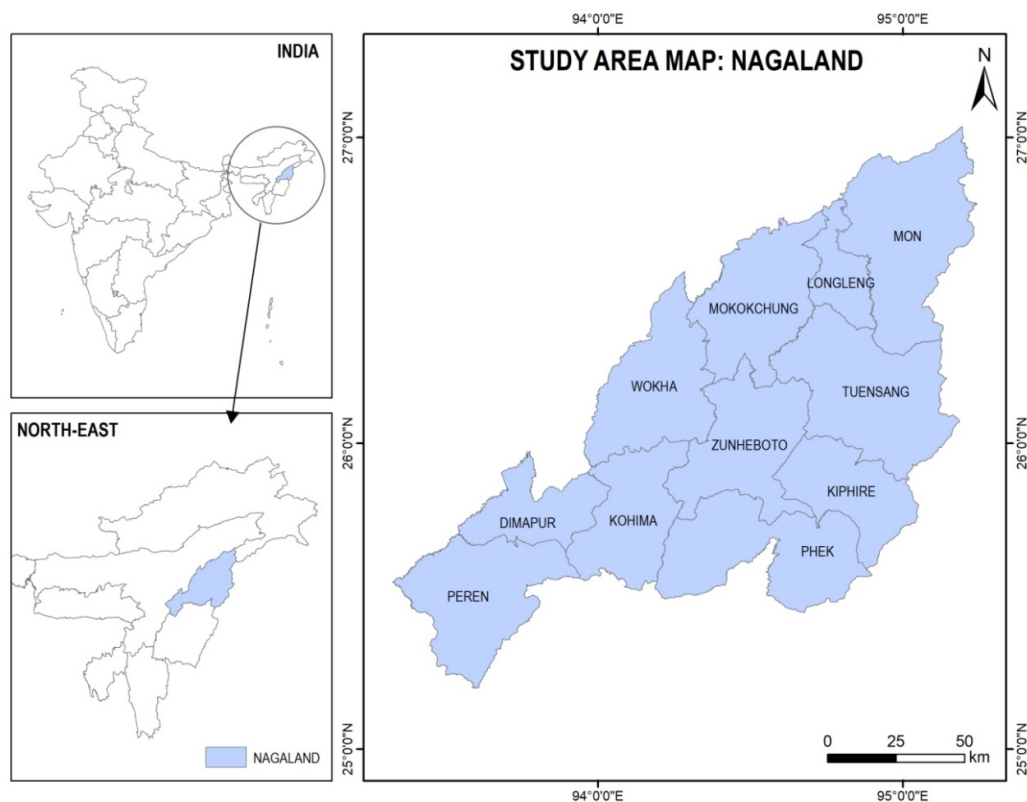 INDIA
NORTH-EAST
NAGALAND
94°0'0"E
95°0'0"E
STUDY AREA MAP: NAGALAND
N
27°0'0"N
27°0'0"N
MON
LONGLENG
MOKOKCHUNG
WOKHA
TUENSANG
26°0'0"N
26°0'0"N
ZUNHEBOTO
KIPHIRE
DIMAPUR
KOHIMA
PHEK
PEREN
0 25 50
km
25°0'0"N
25°0'0"N
94°0'0"E
95°0'0"E